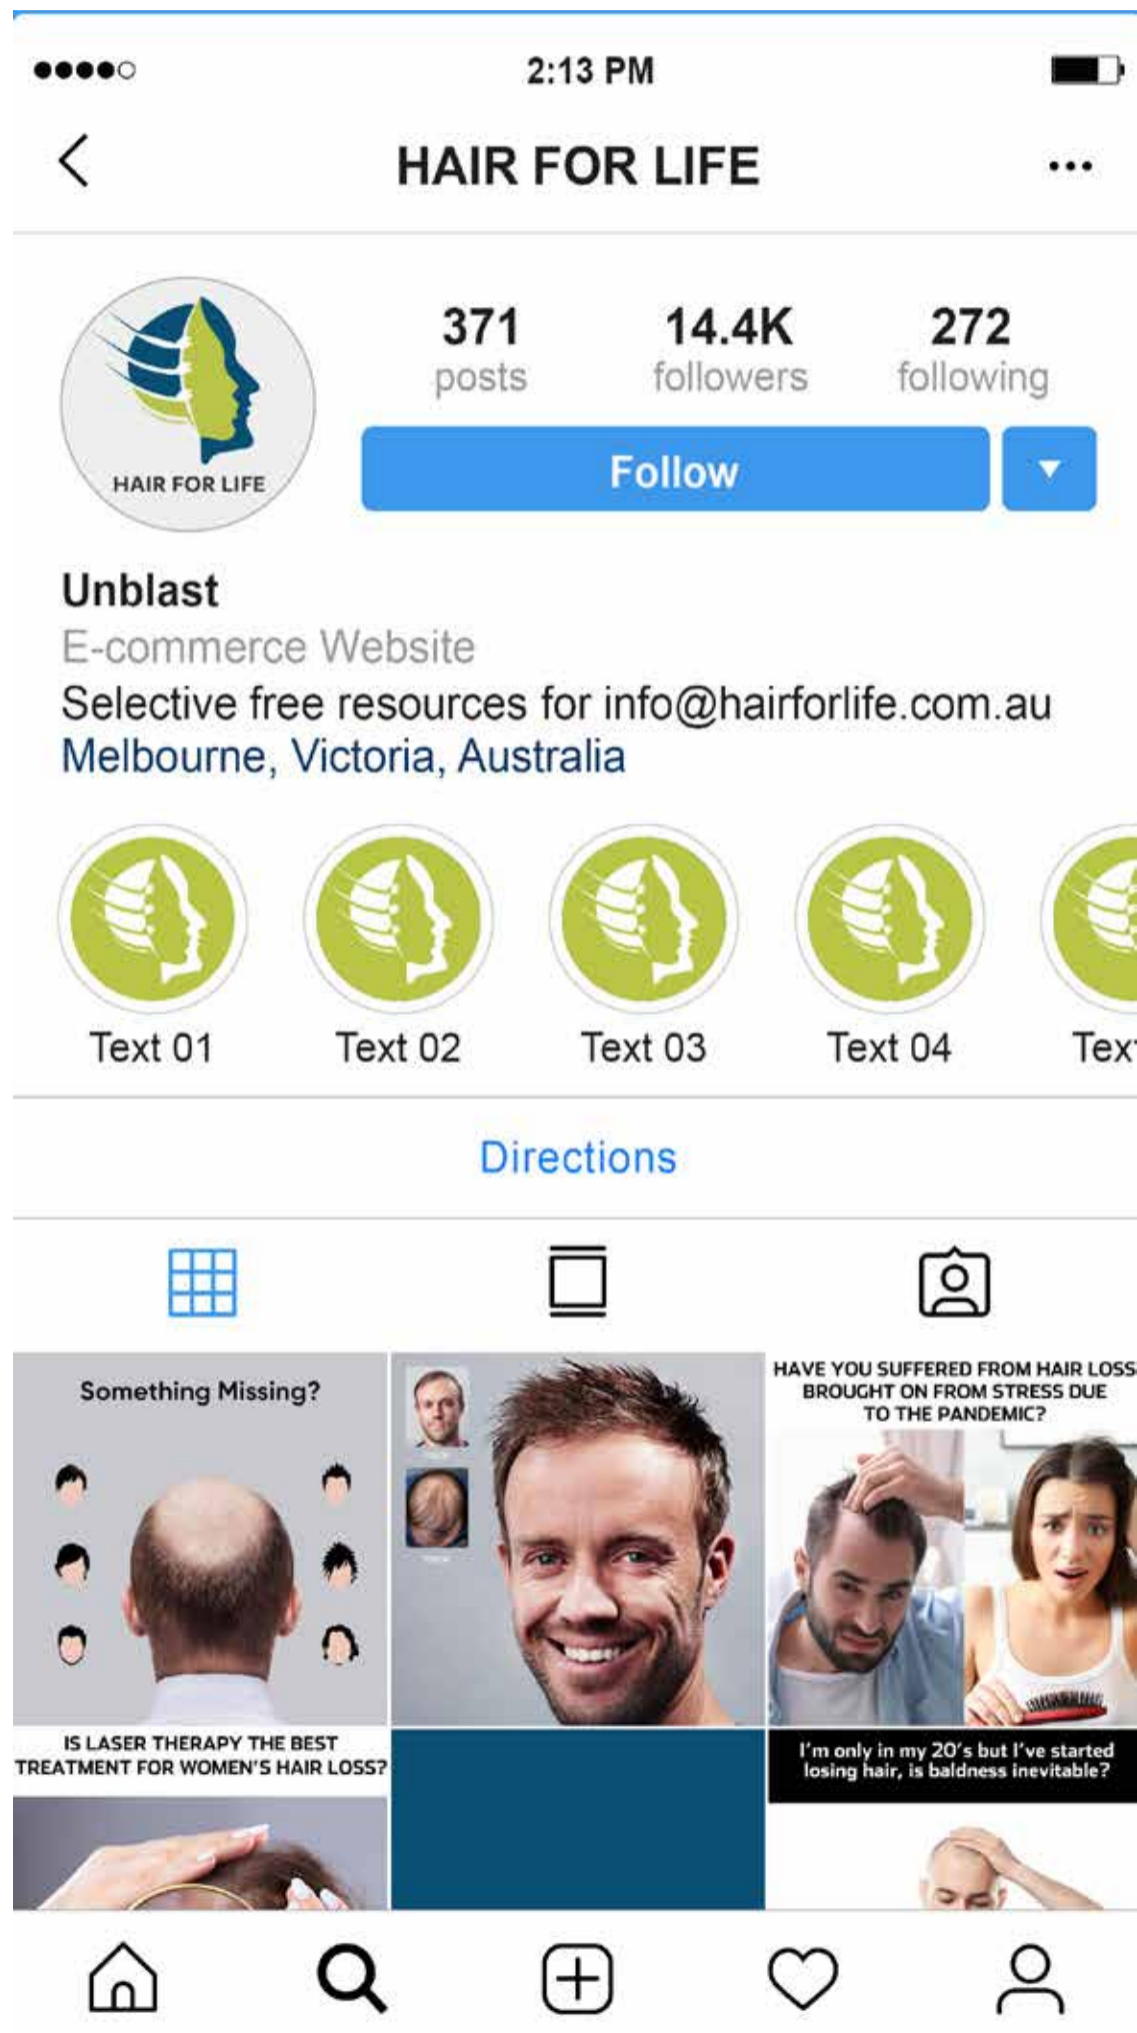 2:13 PM
HAIR FOR LIFE
371
posts
14.4K
followers
272
following
HAIR FOR LIFE
Follow
Unblast
E-commerce Website
Selective free resources for info@hairforlife.com.au
Melbourne, Victoria, Australia
Text 01
Text 02
Text 03
Text 04
Tex
Directions
Something Missing?
HAVE YOU SUFFERED FROM HAIR LOSS
BROUGHT ON FROM STRESS DUE
TO THE PANDEMIC?
IS LASER THERAPY THE BEST
TREATMENT FOR WOMEN'S HAIR LOSS?
I'm only in my 20's but I've started
losing hair, is baldness inevitable?